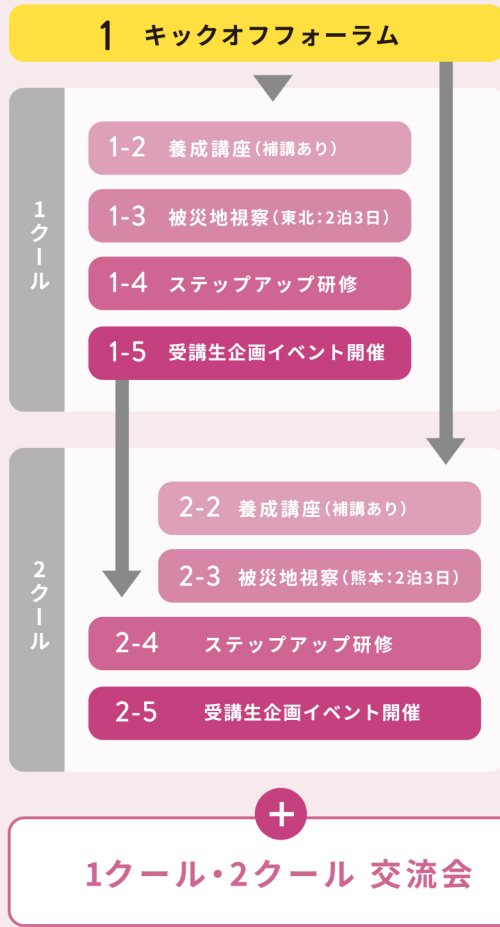 1 キックオフフォーラム
1クール
1-2 養成講座(補講あり)
1-3 被災地視察(東北:2泊3日)
1-4 ステップアップ研修
1-5 受講生企画イベント開催
2クール
2-2 養成講座(補講あり)
2-3 被災地視察(熊本:2泊3日)
2-4 ステップアップ研修
2-5 受講生企画イベント開催
+
1クール・2クール 交流会